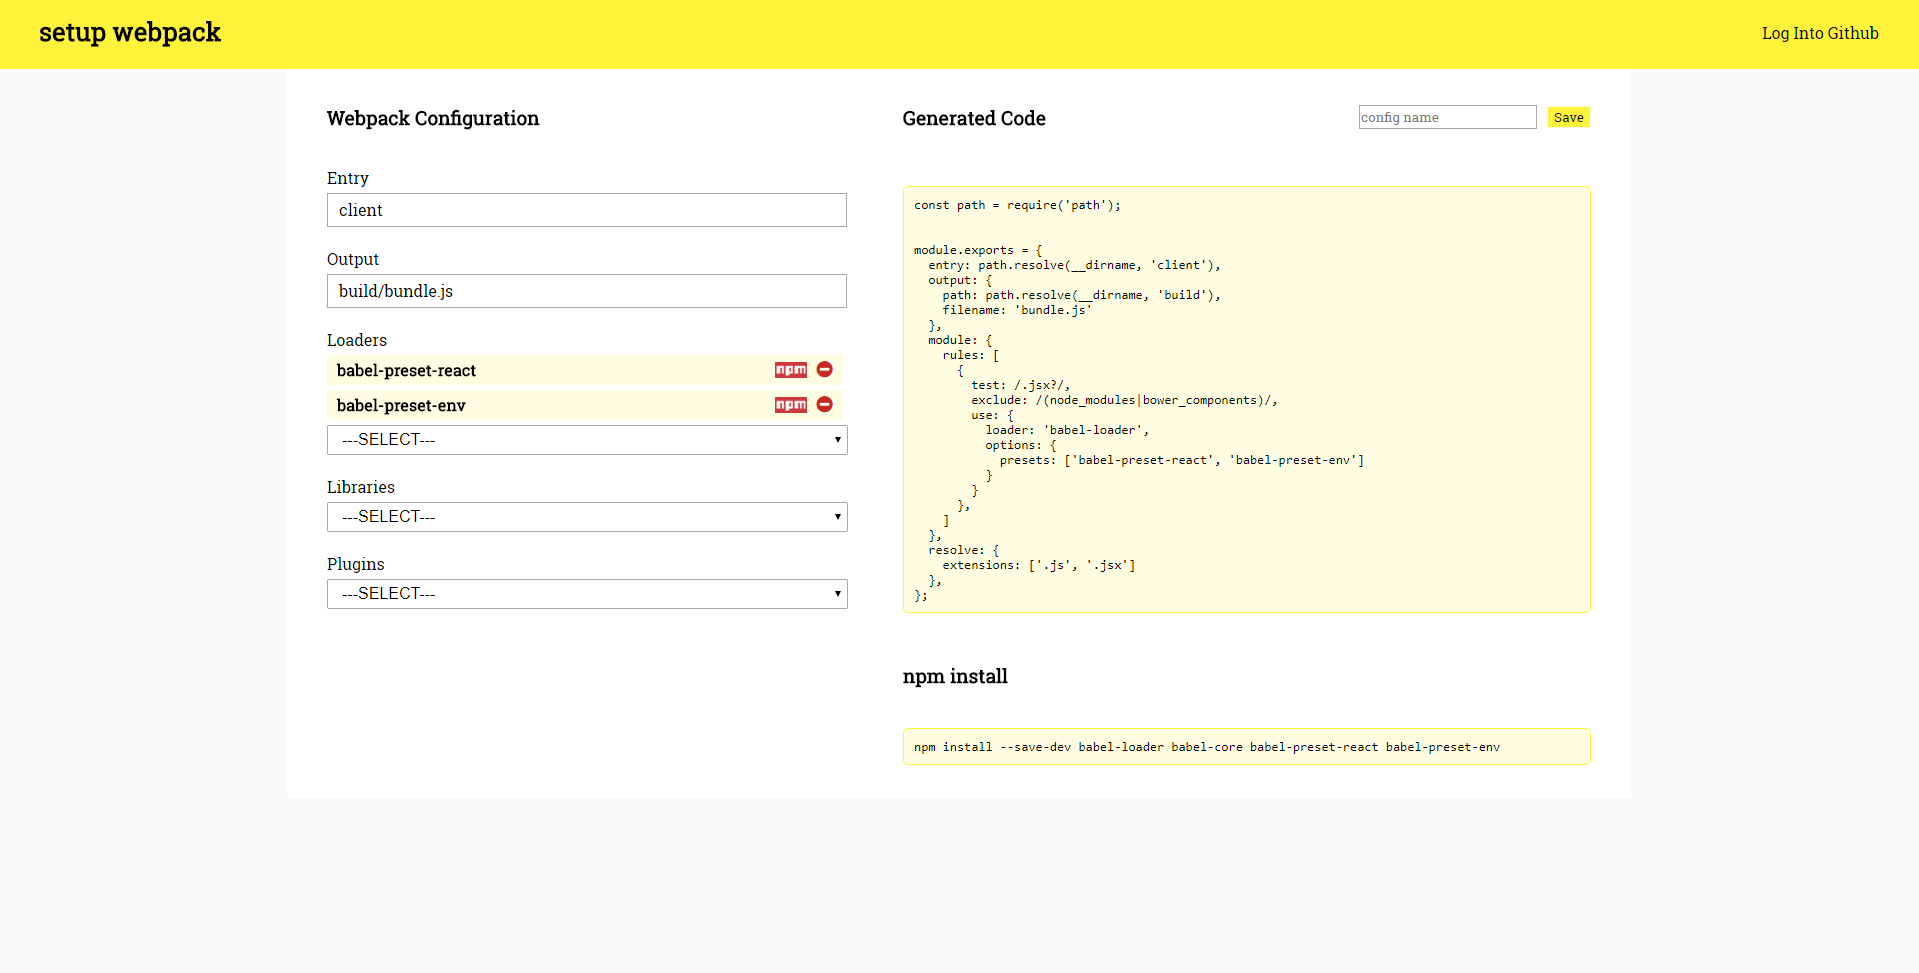 setup webpack
Log Into Github
Webpack Configuration
Entry
client
Output
build/bundle.js
Loaders
babel-preset-react
npm
babel-preset-env
npm
---SELECT---
Libraries
---SELECT---
Plugins
---SELECT---
Generated Code
config name
Save
const path = require('path');
module.exports = {
  entry: path.resolve(__dirname, 'client'),
  output: {
    path: path.resolve(__dirname, 'build'),
    filename: 'bundle.js'
  },
  module: {
    rules: [
      {
        test: /.jsx?/,
        exclude: /(node_modules|bower_components)/,
        use: {
          loader: 'babel-loader',
          options: {
            presets: ['babel-preset-react', 'babel-preset-env']
          }
        }
      },
    ]
  },
  resolve: {
    extensions: ['.js', '.jsx']
  },
};
npm install
npm install --save-dev babel-loader babel-core babel-preset-react babel-preset-env